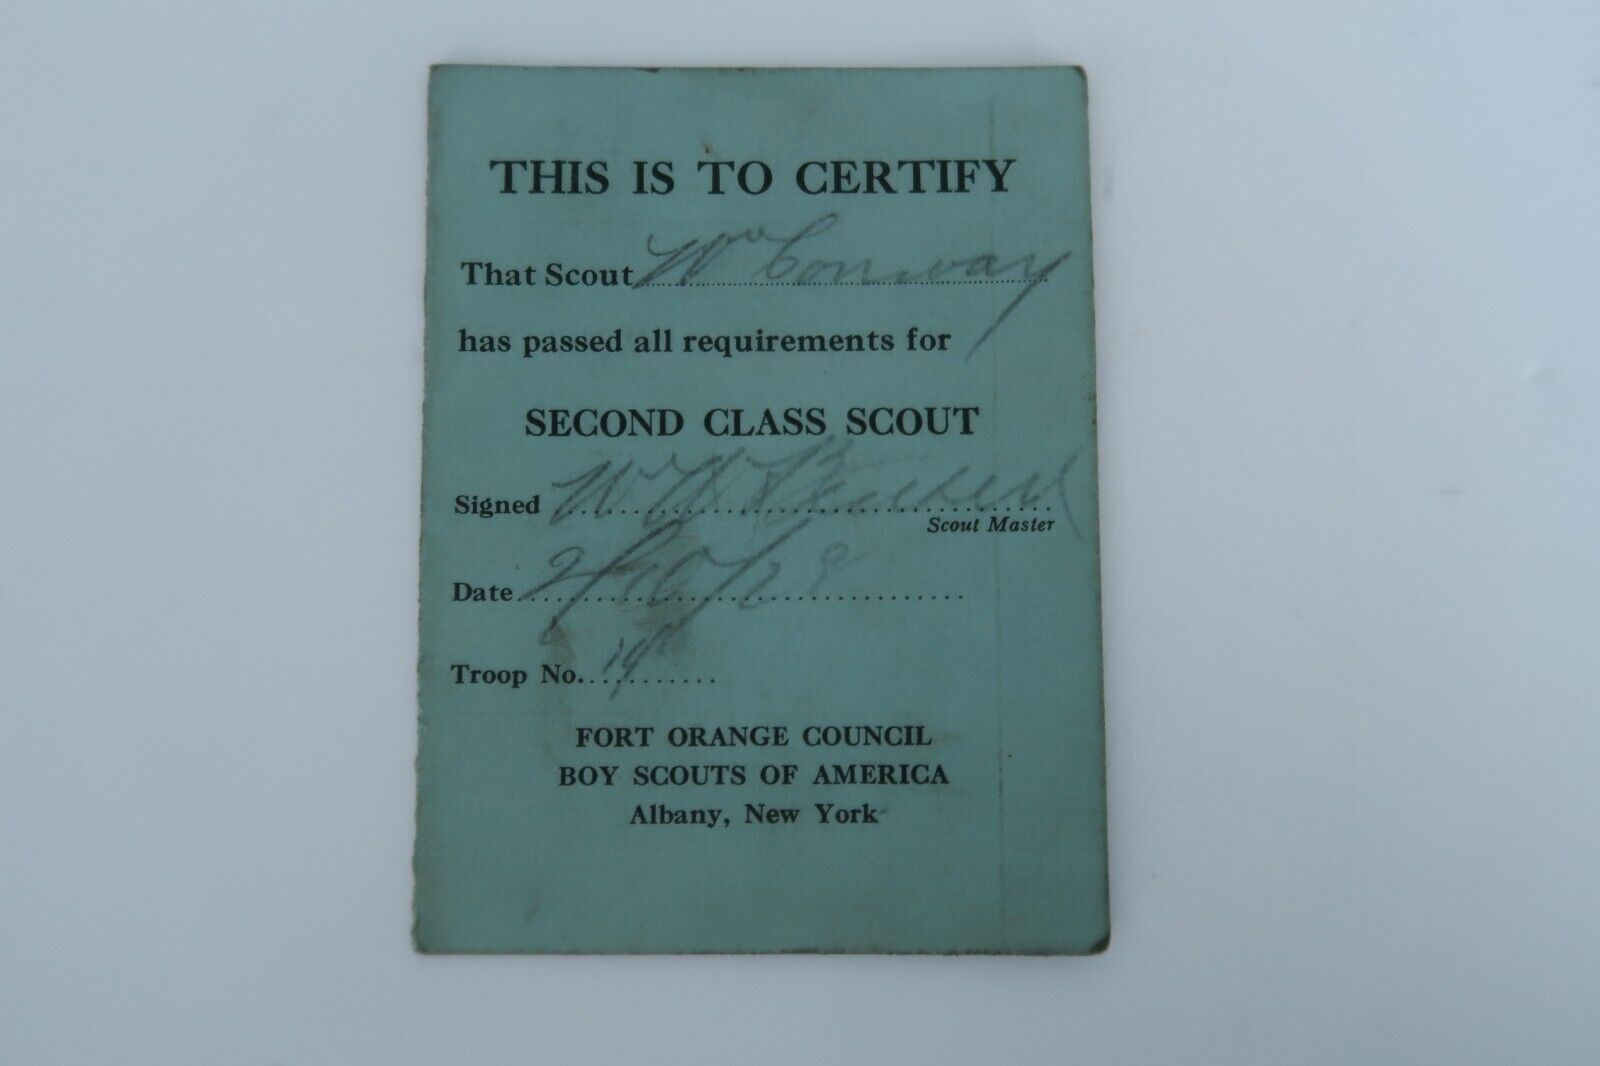 THIS IS TO CERTIFY
That Scout Wm Conway
has passed all requirements for
SECOND CLASS SCOUT
Signed
Scout Master
Date
Troop No. 19
FORT ORANGE COUNCIL
BOY SCOUTS OF AMERICA
Albany, New York